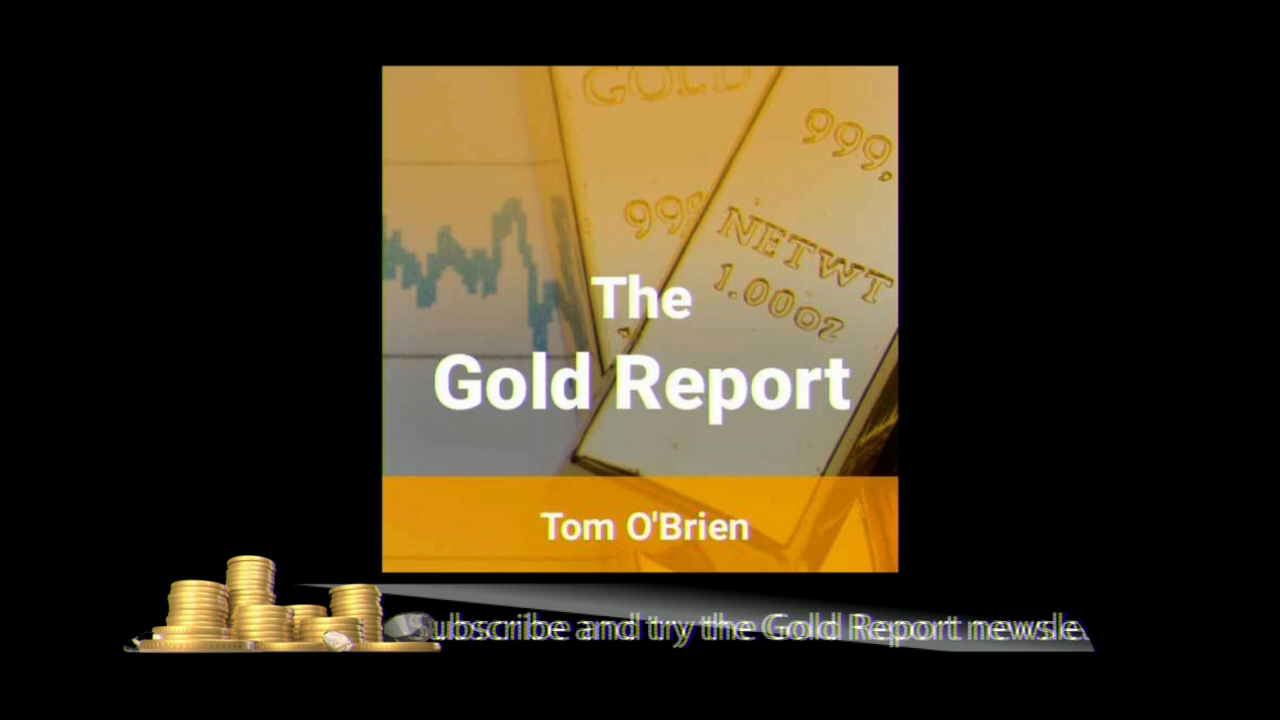 GOLD
999.
999
NETWT
1.00oz
The
Gold Report
Tom O'Brien
Subscribe and try the Gold Report newsle.